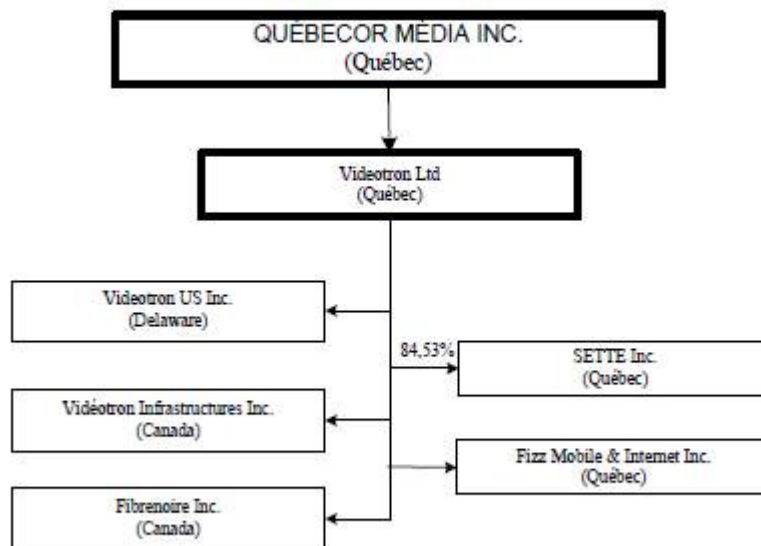 QUÉBECOR MÉDIA INC.
(Québec)
Videotron Ltd
(Québec)
Videotron US Inc.
(Delaware)
84,53%
SETTE Inc.
(Québec)
Vidéotron Infrastructures Inc.
(Canada)
Fizz Mobile & Internet Inc.
(Québec)
Fibrenoire Inc.
(Canada)